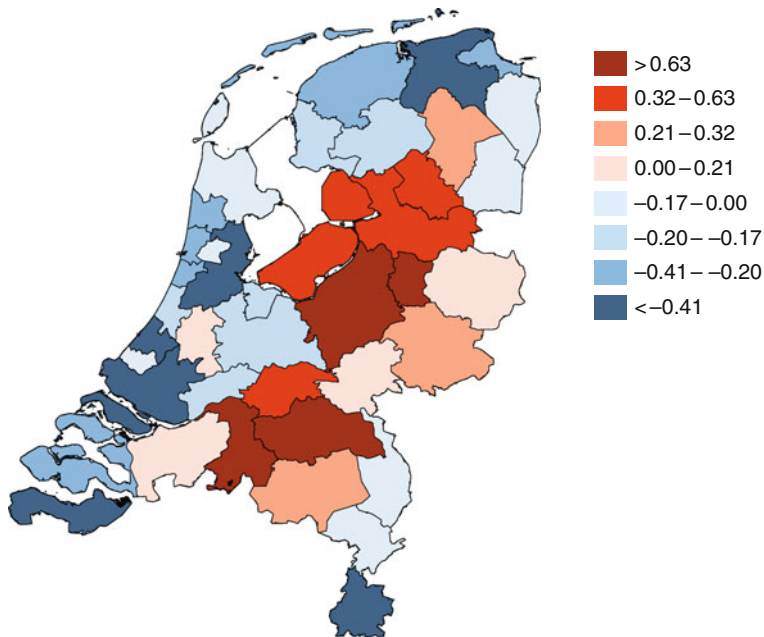 > 0.63
0.32 – 0.63
0.21 – 0.32
0.00 – 0.21
–0.17 – 0.00
–0.20 – –0.17
–0.41 – –0.20
< –0.41